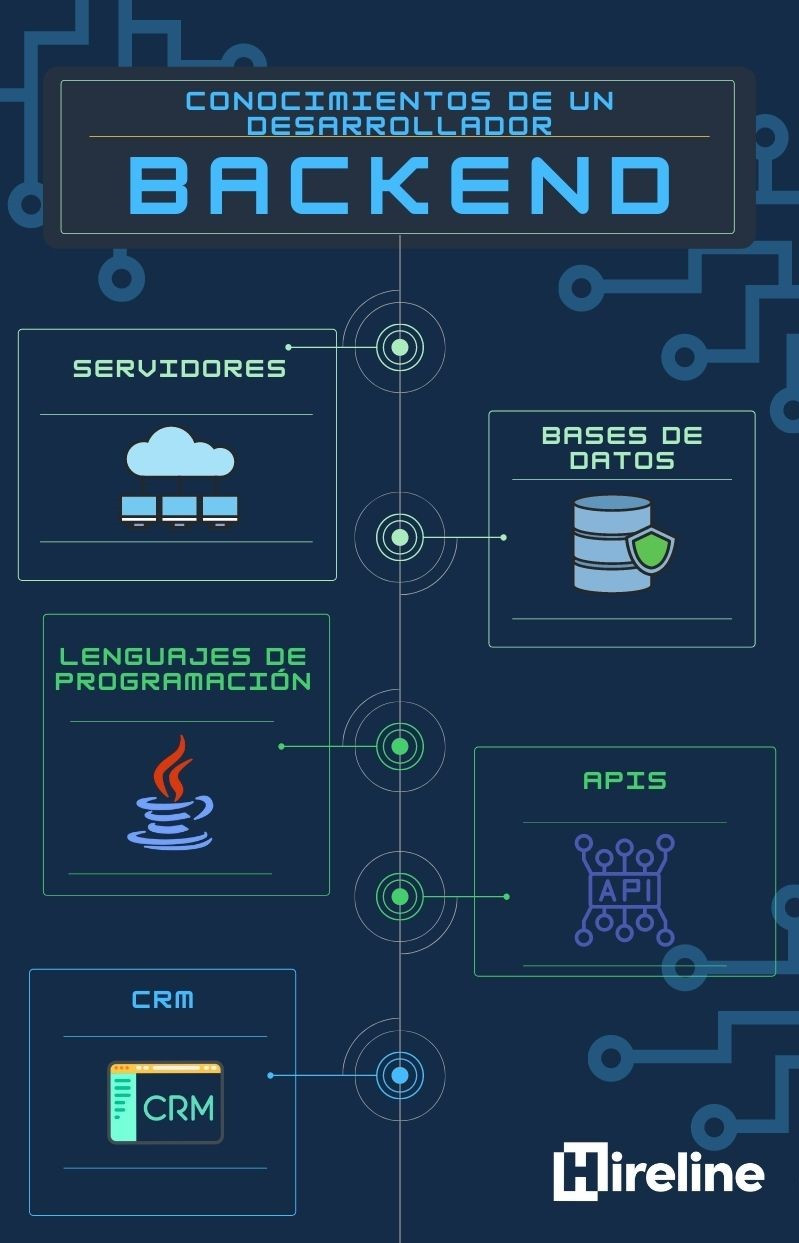 CONOCIMIENTOS DE UN
DESARROLLADOR
BACKEND
SERVIDORES
BASES DE
DATOS
LENGUAJES DE
PROGRAMACIÓN
APIS
API
CRM
CRM
Hireline